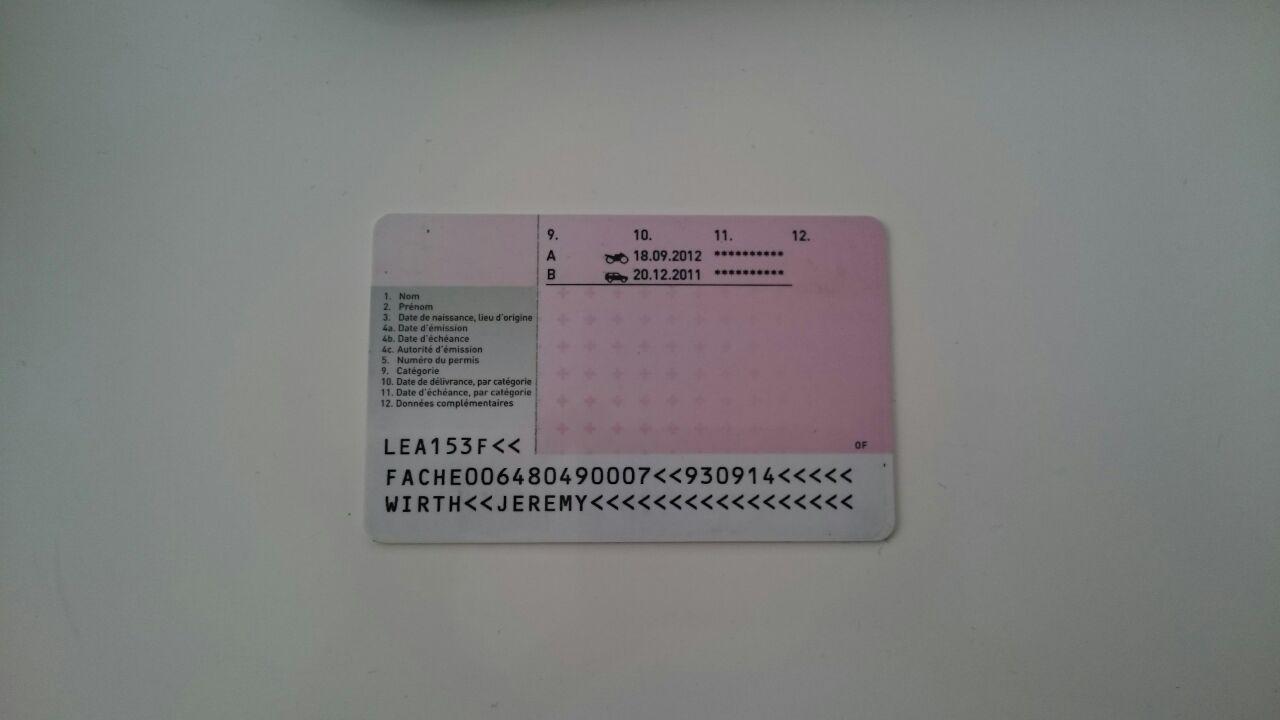 9. 10. 11. 12.
A 18.09.2012 **********
B 20.12.2011 **********
1. Nom
2. Prénom
3. Date de naissance, lieu d'origine
4a. Date d'émission
4b. Date d'échéance
4c. Autorité d'émission
5. Numéro du permis
9. Catégorie
10. Date de délivrance, par catégorie
11. Date d'échéance, par catégorie
12. Données complémentaires
OF
LEA153F<<
FACHE006480490007<<930914<<<<<
WIRTH<<JEREMY<<<<<<<<<<<<<<<<<